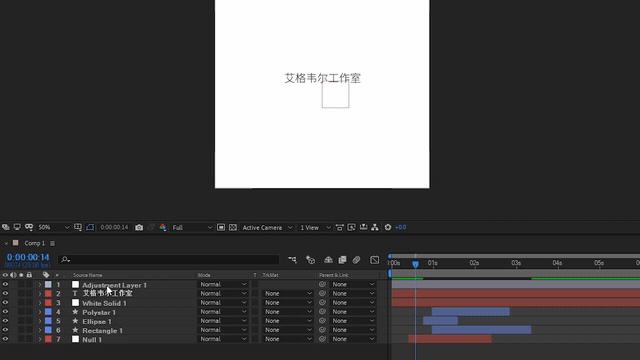 艾格韦尔工作室
50%
0:00:00:14
Full
Active Camera
1 View
+0.0
Comp 1
0:00:00:14
# Source Name Mode T TrkMat Parent & Link
:00s 01s 02s 03s 04s 05s
1 Adjustment Layer 1 Normal None
2 T 艾格韦尔工作室 Normal None None
3 White Solid 1 Normal None None
4 Polystar 1 Normal None None
5 Ellipse 1 Normal None None
6 Rectangle 1 Normal None None
7 Null 1 Normal None None